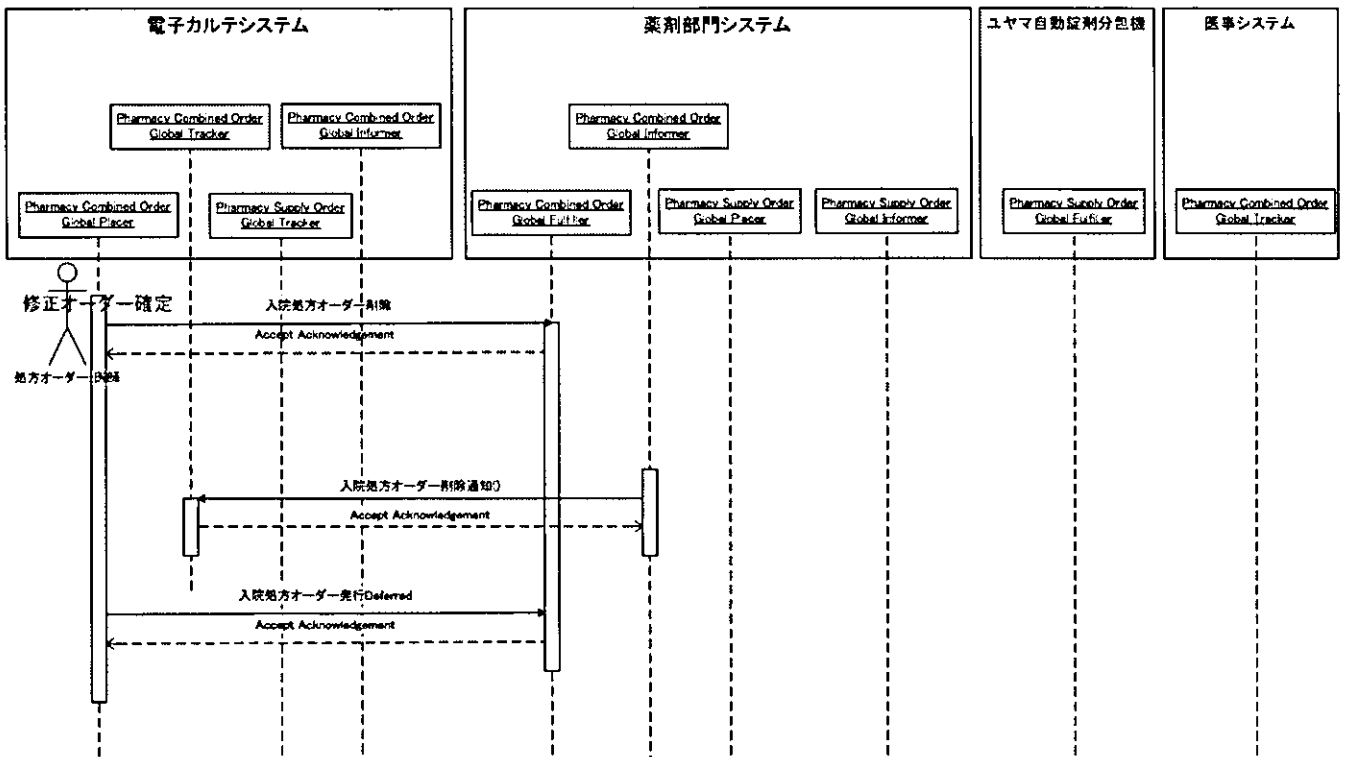 電子カルテシステム
薬剤部門システム
ユヤマ自動錠剤分包機
医事システム
Pharmacy Combined Order
Global Tracker
Pharmacy Combined Order
Global Informer
Pharmacy Combined Order
Global Informer
Pharmacy Combined Order
Global Placer
Pharmacy Supply Order
Global Tracker
Pharmacy Combined Order
Global Fulfiller
Pharmacy Supply Order
Global Placer
Pharmacy Supply Order
Global Informer
Pharmacy Supply Order
Global Fulfiller
Pharmacy Combined Order
Global Tracker
修正オーダー確定
入院処方オーダー削除
Accept Acknowledgement
処方オーダー
入院処方オーダー削除通知()
Accept Acknowledgement
入院処方オーダー発行Deferred
Accept Acknowledgement